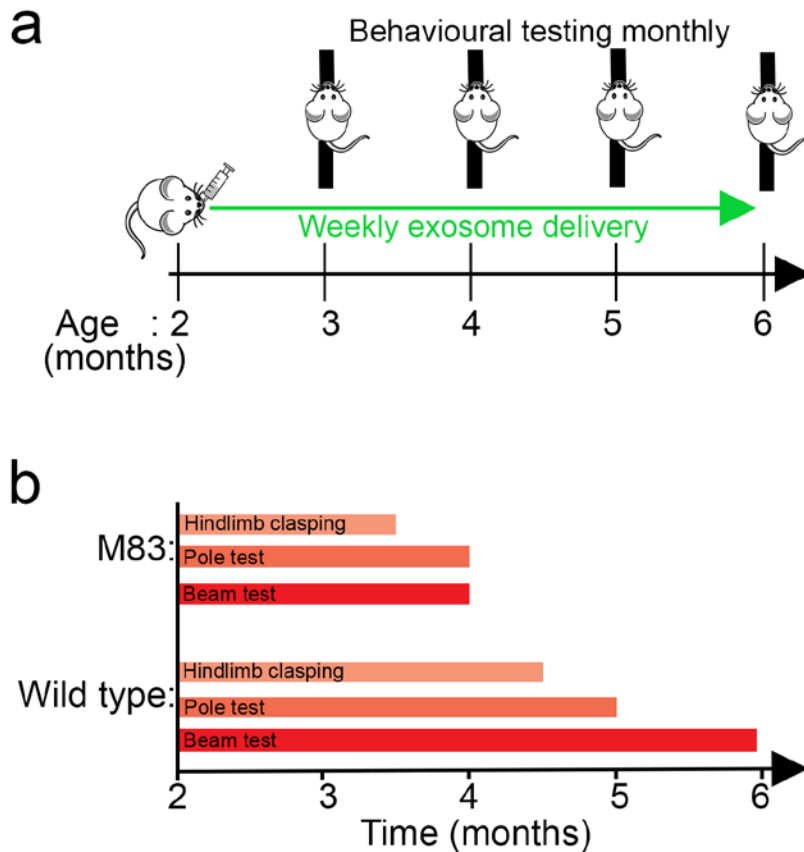 a
Behavioural testing monthly
Weekly exosome delivery
Age : 2 3 4 5 6
(months)
b
M83:
Hindlimb clasping
Pole test
Beam test
Wild type:
Hindlimb clasping
Pole test
Beam test
2 3 4 5 6
Time (months)